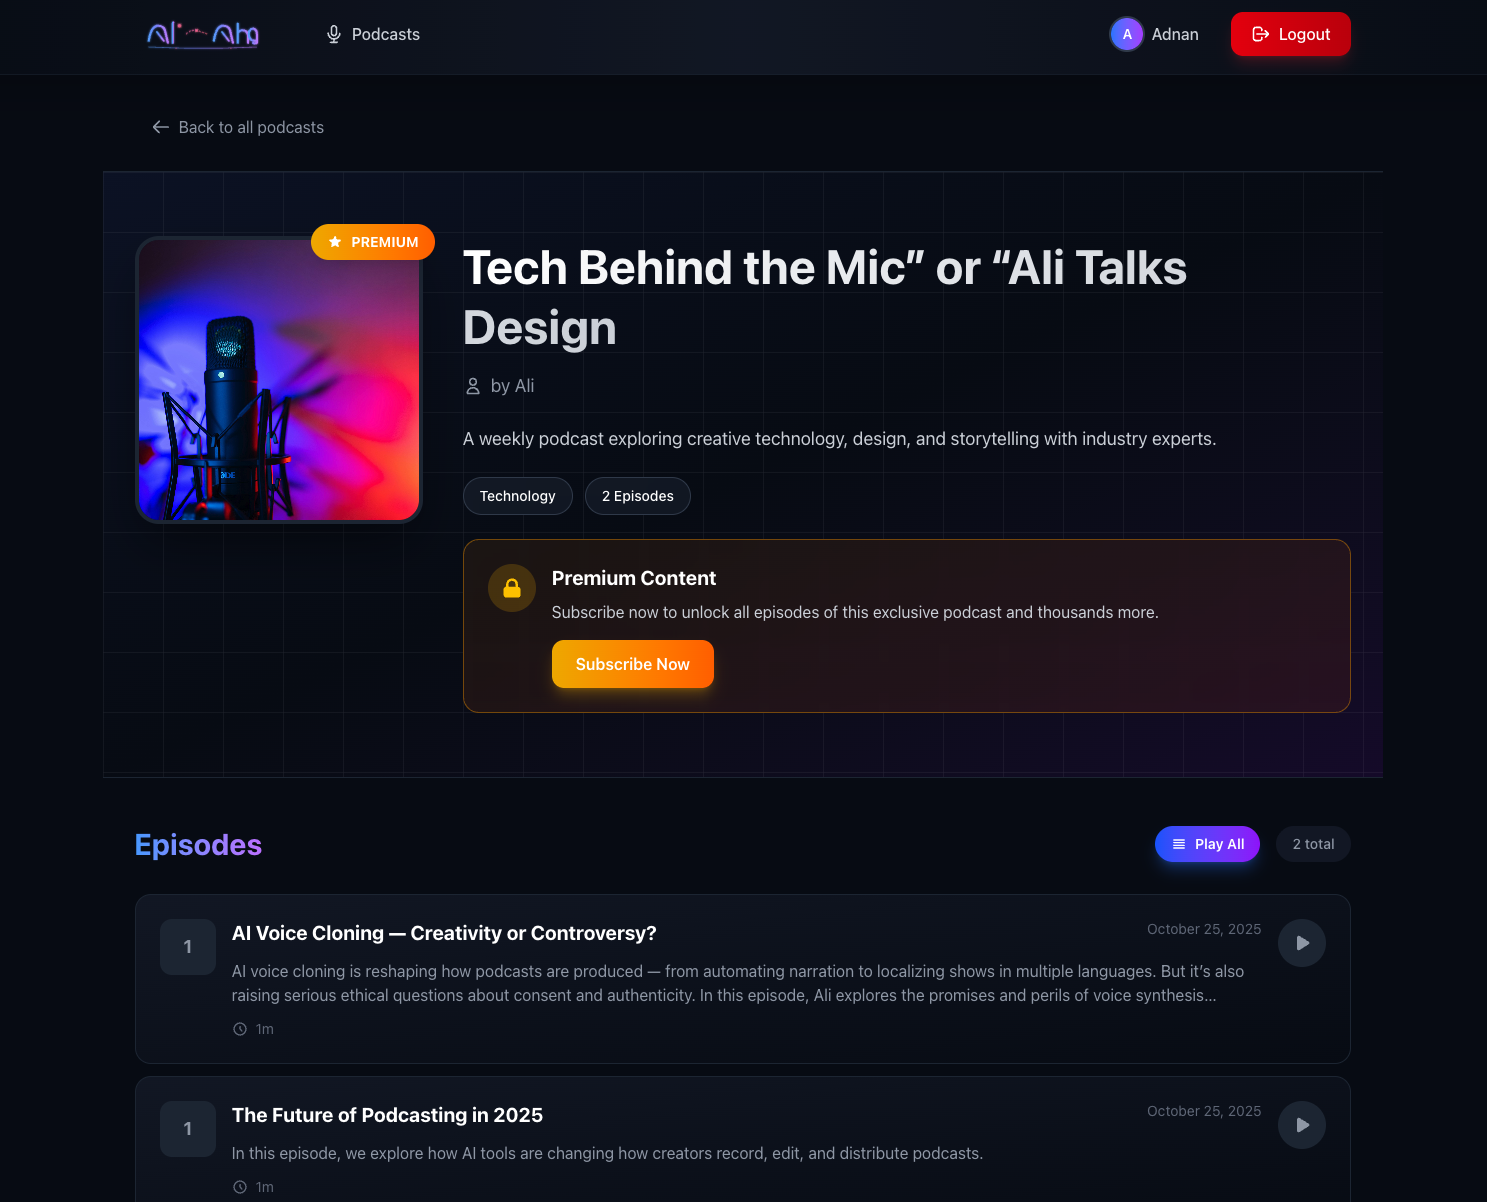 Ali Aha
Podcasts
A
Adnan
Logout
Back to all podcasts
PREMIUM
Tech Behind the Mic” or “Ali Talks
Design
by Ali
A weekly podcast exploring creative technology, design, and storytelling with industry experts.
Technology
2 Episodes
Premium Content
Subscribe now to unlock all episodes of this exclusive podcast and thousands more.
Subscribe Now
Episodes
Play All
2 total
1
AI Voice Cloning — Creativity or Controversy?
October 25, 2025
AI voice cloning is reshaping how podcasts are produced — from automating narration to localizing shows in multiple languages. But it’s also
raising serious ethical questions about consent and authenticity. In this episode, Ali explores the promises and perils of voice synthesis...
1m
1
The Future of Podcasting in 2025
October 25, 2025
In this episode, we explore how AI tools are changing how creators record, edit, and distribute podcasts.
1m